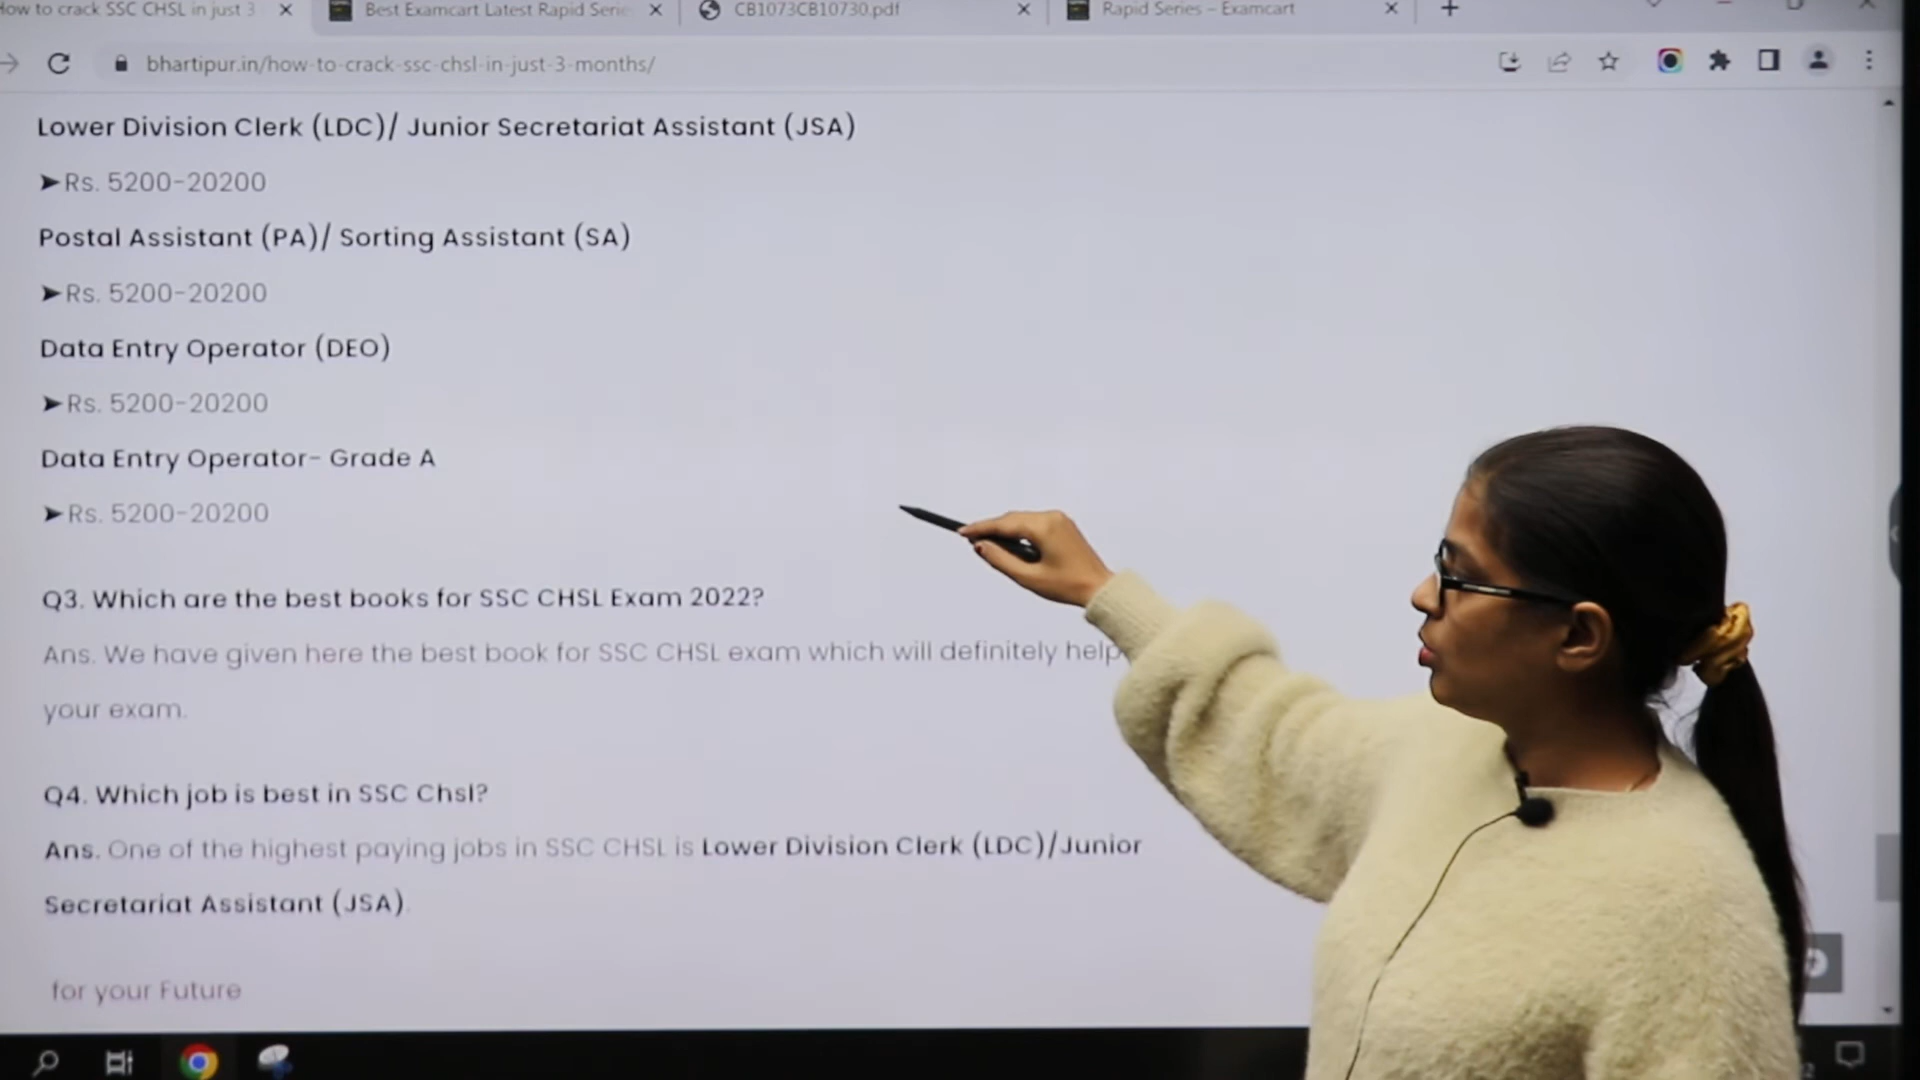 How to crack SSC CHSL in just 3
Best Examcart Latest Rapid Serie
CB1073CB10730.pdf
Rapid Series – Examcart
bhartipur.in/how-to-crack-ssc-chsl-in-just-3-months/
Lower Division Clerk (LDC)/ Junior Secretariat Assistant (JSA)
➤Rs. 5200-20200
Postal Assistant (PA)/ Sorting Assistant (SA)
➤Rs. 5200-20200
Data Entry Operator (DEO)
➤Rs. 5200-20200
Data Entry Operator- Grade A
➤Rs. 5200-20200
Q3. Which are the best books for SSC CHSL Exam 2022?
Ans. We have given here the best book for SSC CHSL exam which will definitely help
your exam.
Q4. Which job is best in SSC Chsl?
Ans. One of the highest paying jobs in SSC CHSL is Lower Division Clerk (LDC)/Junior
Secretariat Assistant (JSA).
for your Future